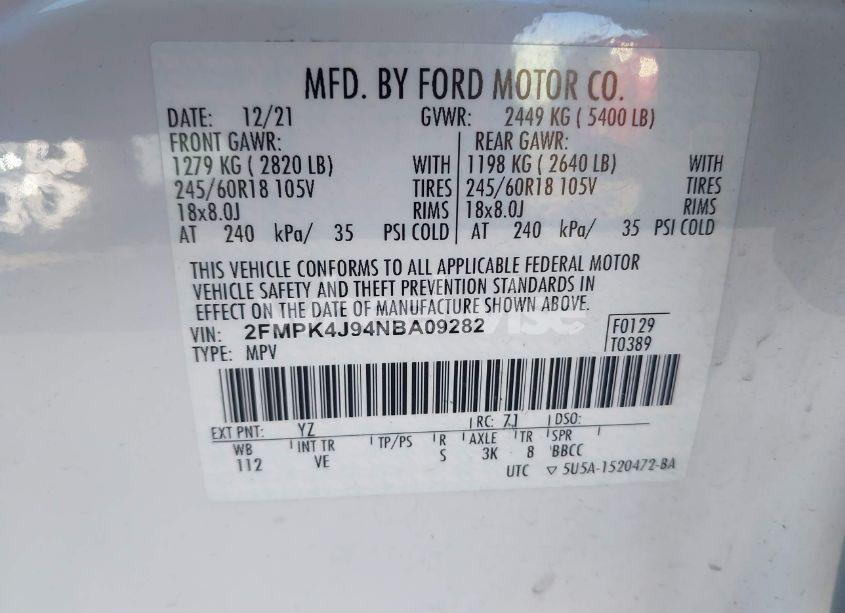 MFD. BY FORD MOTOR CO.
DATE: 12/21 GVWR: 2449 KG ( 5400 LB)
FRONT GAWR: REAR GAWR:
1279 KG ( 2820 LB) WITH 1198 KG ( 2640 LB) WITH
245/60R18 105V TIRES 245/60R18 105V TIRES
18x8.0J RIMS 18x8.0J RIMS
AT 240 kPa/ 35 PSI COLD AT 240 kPa/ 35 PSI COLD
THIS VEHICLE CONFORMS TO ALL APPLICABLE FEDERAL MOTOR
VEHICLE SAFETY AND THEFT PREVENTION STANDARDS IN
EFFECT ON THE DATE OF MANUFACTURE SHOWN ABOVE.
VIN: 2FMPK4J94NBA09282 F0129
TYPE: MPV T0389
EXT PNT: YZ RC: 71 DSO:
WB INT TR TP/PS R AXLE TR SPR
112 VE S 3K 8 BBCC
UTC ▽ 5U5A-1520472-BA